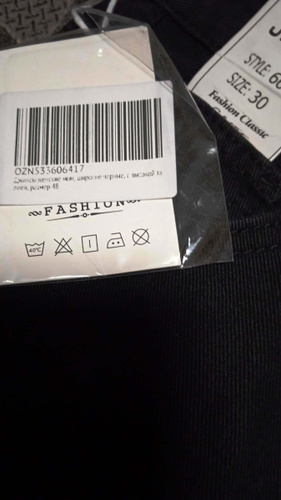 OZN533606417
Джинсы женские мом, широкие черные, с высокой та
лией, размер 48
FASHION
40°C
J
STYLE 60
SIZE: 30
Fashion Classic